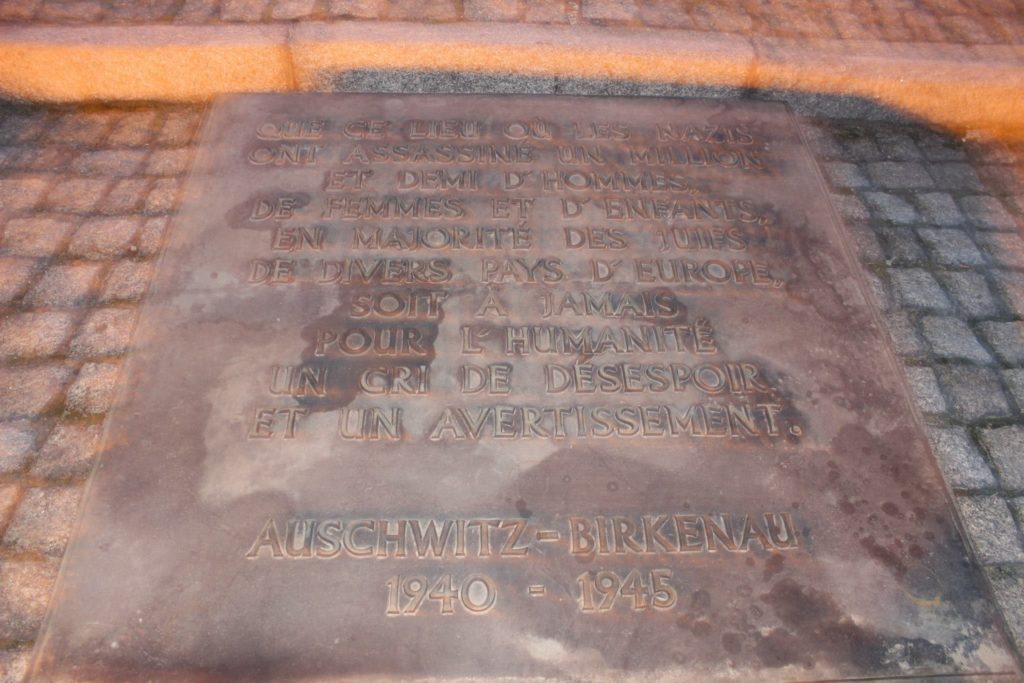 QUE CE LIEU OÙ LES NAZIS
ONT ASSASSINÉ UN MILLION
ET DEMI D'HOMMES,
DE FEMMES ET D'ENFANTS,
EN MAJORITÉ DES JUIFS
DE DIVERS PAYS D'EUROPE,
SOIT À JAMAIS
POUR L'HUMANITÉ
UN CRI DE DÉSESPOIR
ET UN AVERTISSEMENT.
AUSCHWITZ-BIRKENAU
1940 - 1945